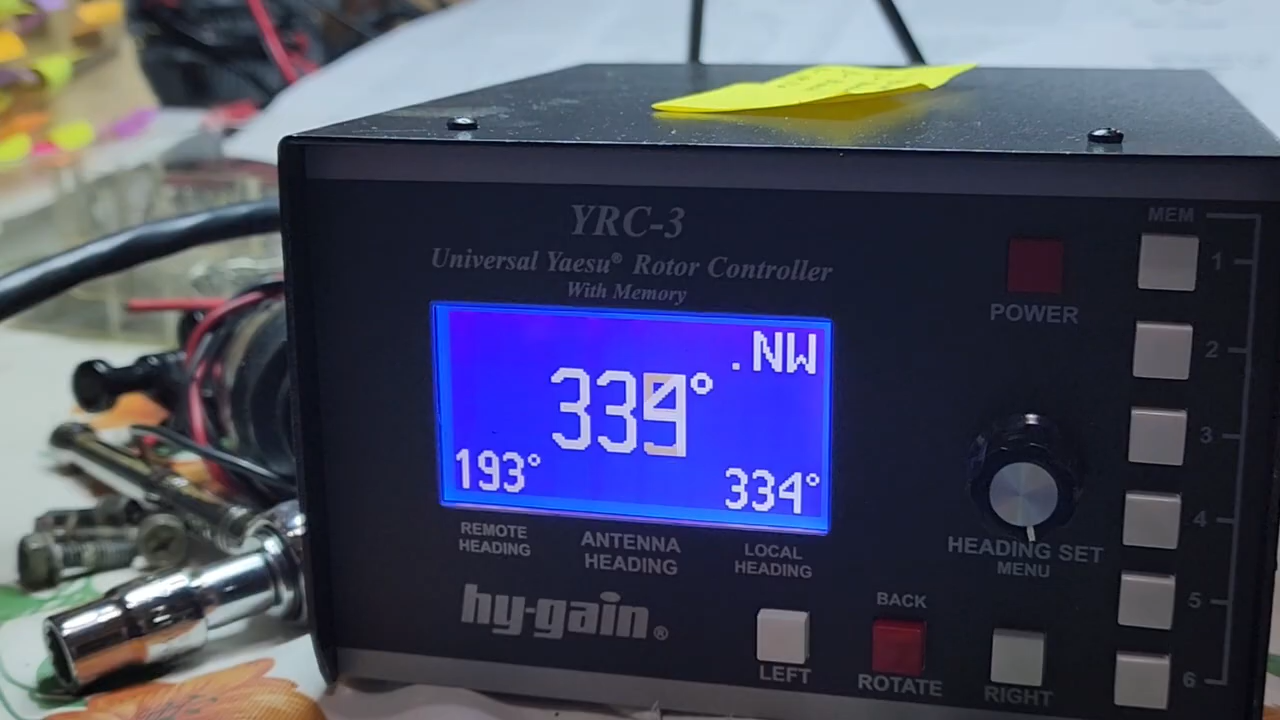 YRC-3
Universal Yaesu® Rotor Controller
With Memory
.NW
193°
334°
REMOTE HEADING
ANTENNA HEADING
LOCAL HEADING
hy-gain®
POWER
MEM
1
2
3
4
5
6
HEADING SET
MENU
LEFT
BACK
ROTATE
RIGHT